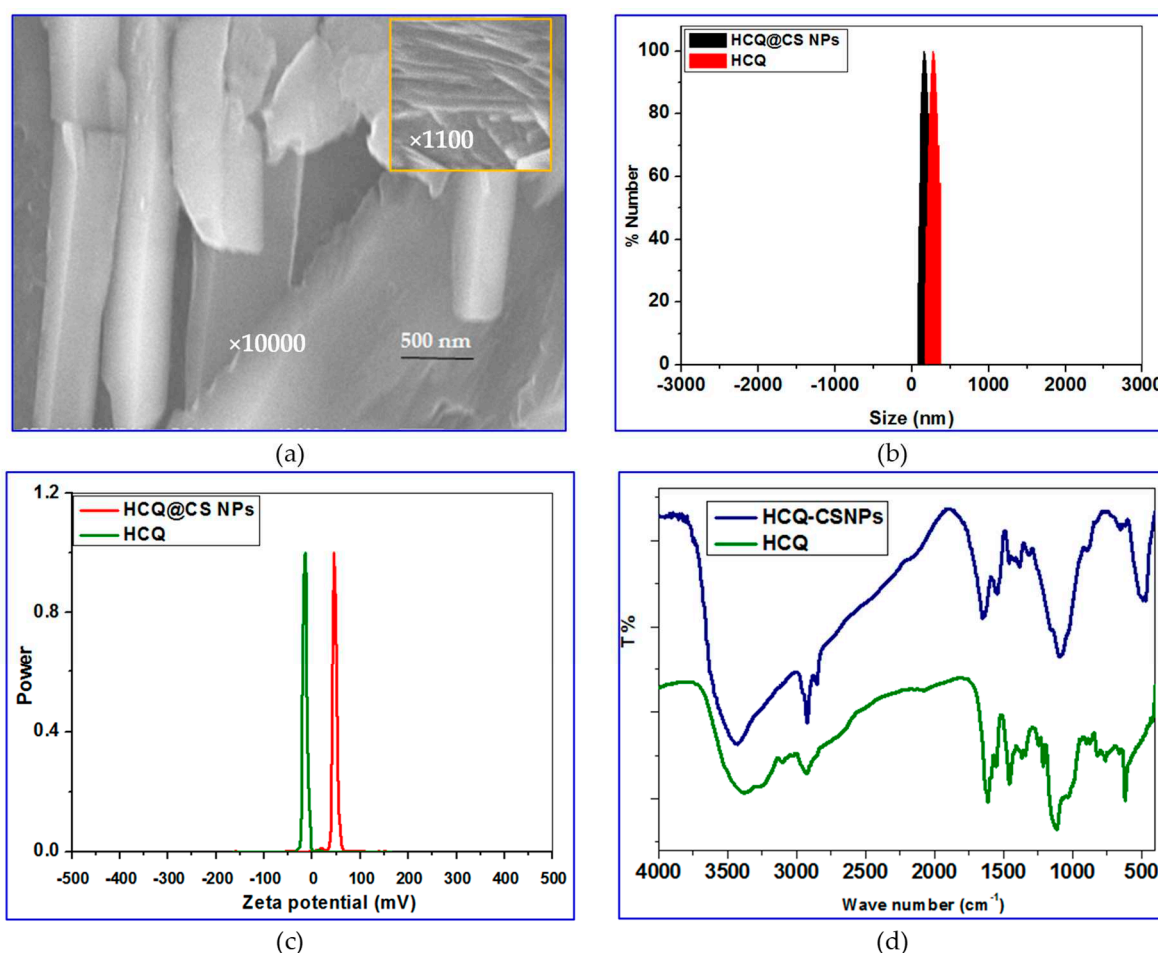 ×1100
×10000
500 nm
(a)
HCQ@CS NPs
HCQ
100
80
60
40
20
0
% Number
-3000 -2000 -1000 0 1000 2000 3000
Size (nm)
(b)
1.2
HCQ@CS NPs
HCQ
0.8
0.4
0.0
Power
-500 -400 -300 -200 -100 0 100 200 300 400 500
Zeta potential (mV)
(c)
HCQ-CSNPs
HCQ
T %
4000 3500 3000 2500 2000 1500 1000 500
Wave number (cm⁻¹)
(d)